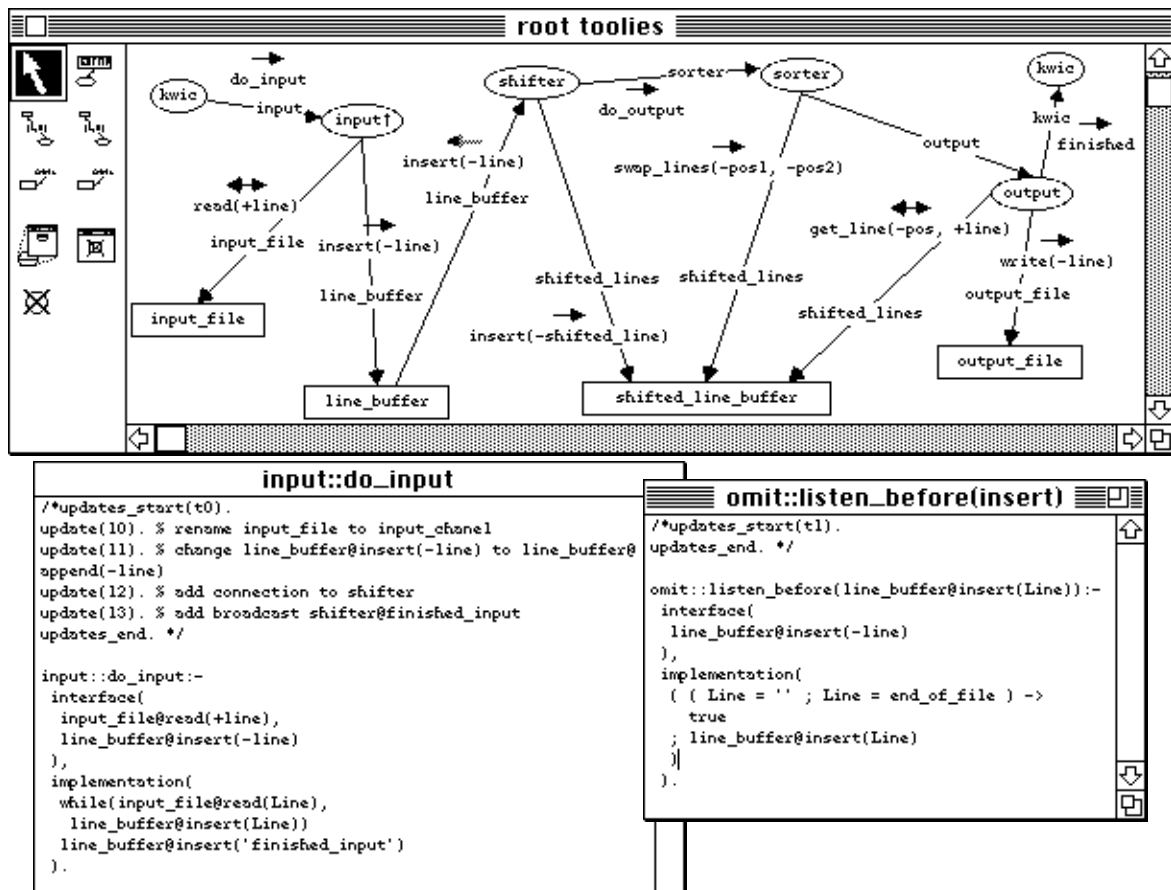 root toolies
do_input
kwic
input
input↑
shifter
sorter
do_output
sorter
kwic
kwic
finished
insert(-line)
line_buffer
swap_lines(-pos1, -pos2)
output
output
read(+line)
input_file
insert(-line)
line_buffer
get_line(-pos, +line)
write(-line)
output_file
shifted_lines
shifted_lines
shifted_lines
insert(-shifted_line)
input_file
line_buffer
shifted_line_buffer
output_file
input::do_input
/*updates_start(t0).
update(10). % rename input_file to input_chanel
update(11). % change line_buffer@insert(-line) to line_buffer@
append(-line)
update(12). % add connection to shifter
update(13). % add broadcast shifter@finished_input
updates_end. */
input::do_input:-
interface(
input_file@read(+line),
line_buffer@insert(-line)
),
implementation(
while(input_file@read(Line),
line_buffer@insert(Line))
line_buffer@insert('finished_input')
).
omit::listen_before(insert)
/*updates_start(t1).
updates_end. */
omit::listen_before(line_buffer@insert(Line)):-
interface(
line_buffer@insert(-line)
),
implementation(
( ( Line = '' ; Line = end_of_file ) ->
true
; line_buffer@insert(Line)
)
).